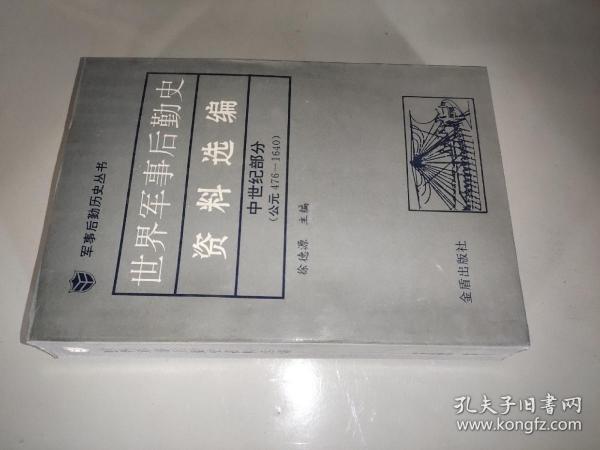 军事后勤历史丛书
世界军事后勤史
资料选编
中世纪部分
(公元476—1640)
徐德源 主编
金盾出版社
孔夫子旧书网
www.kongfz.com